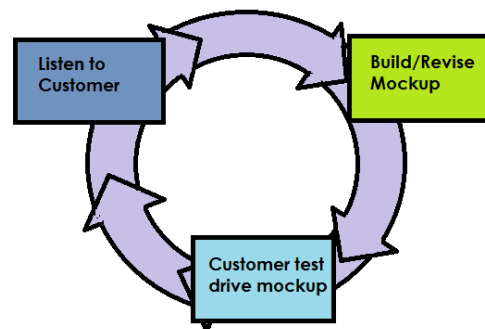 Listen to
Customer
Build/Revise
Mockup
Customer test
drive mockup